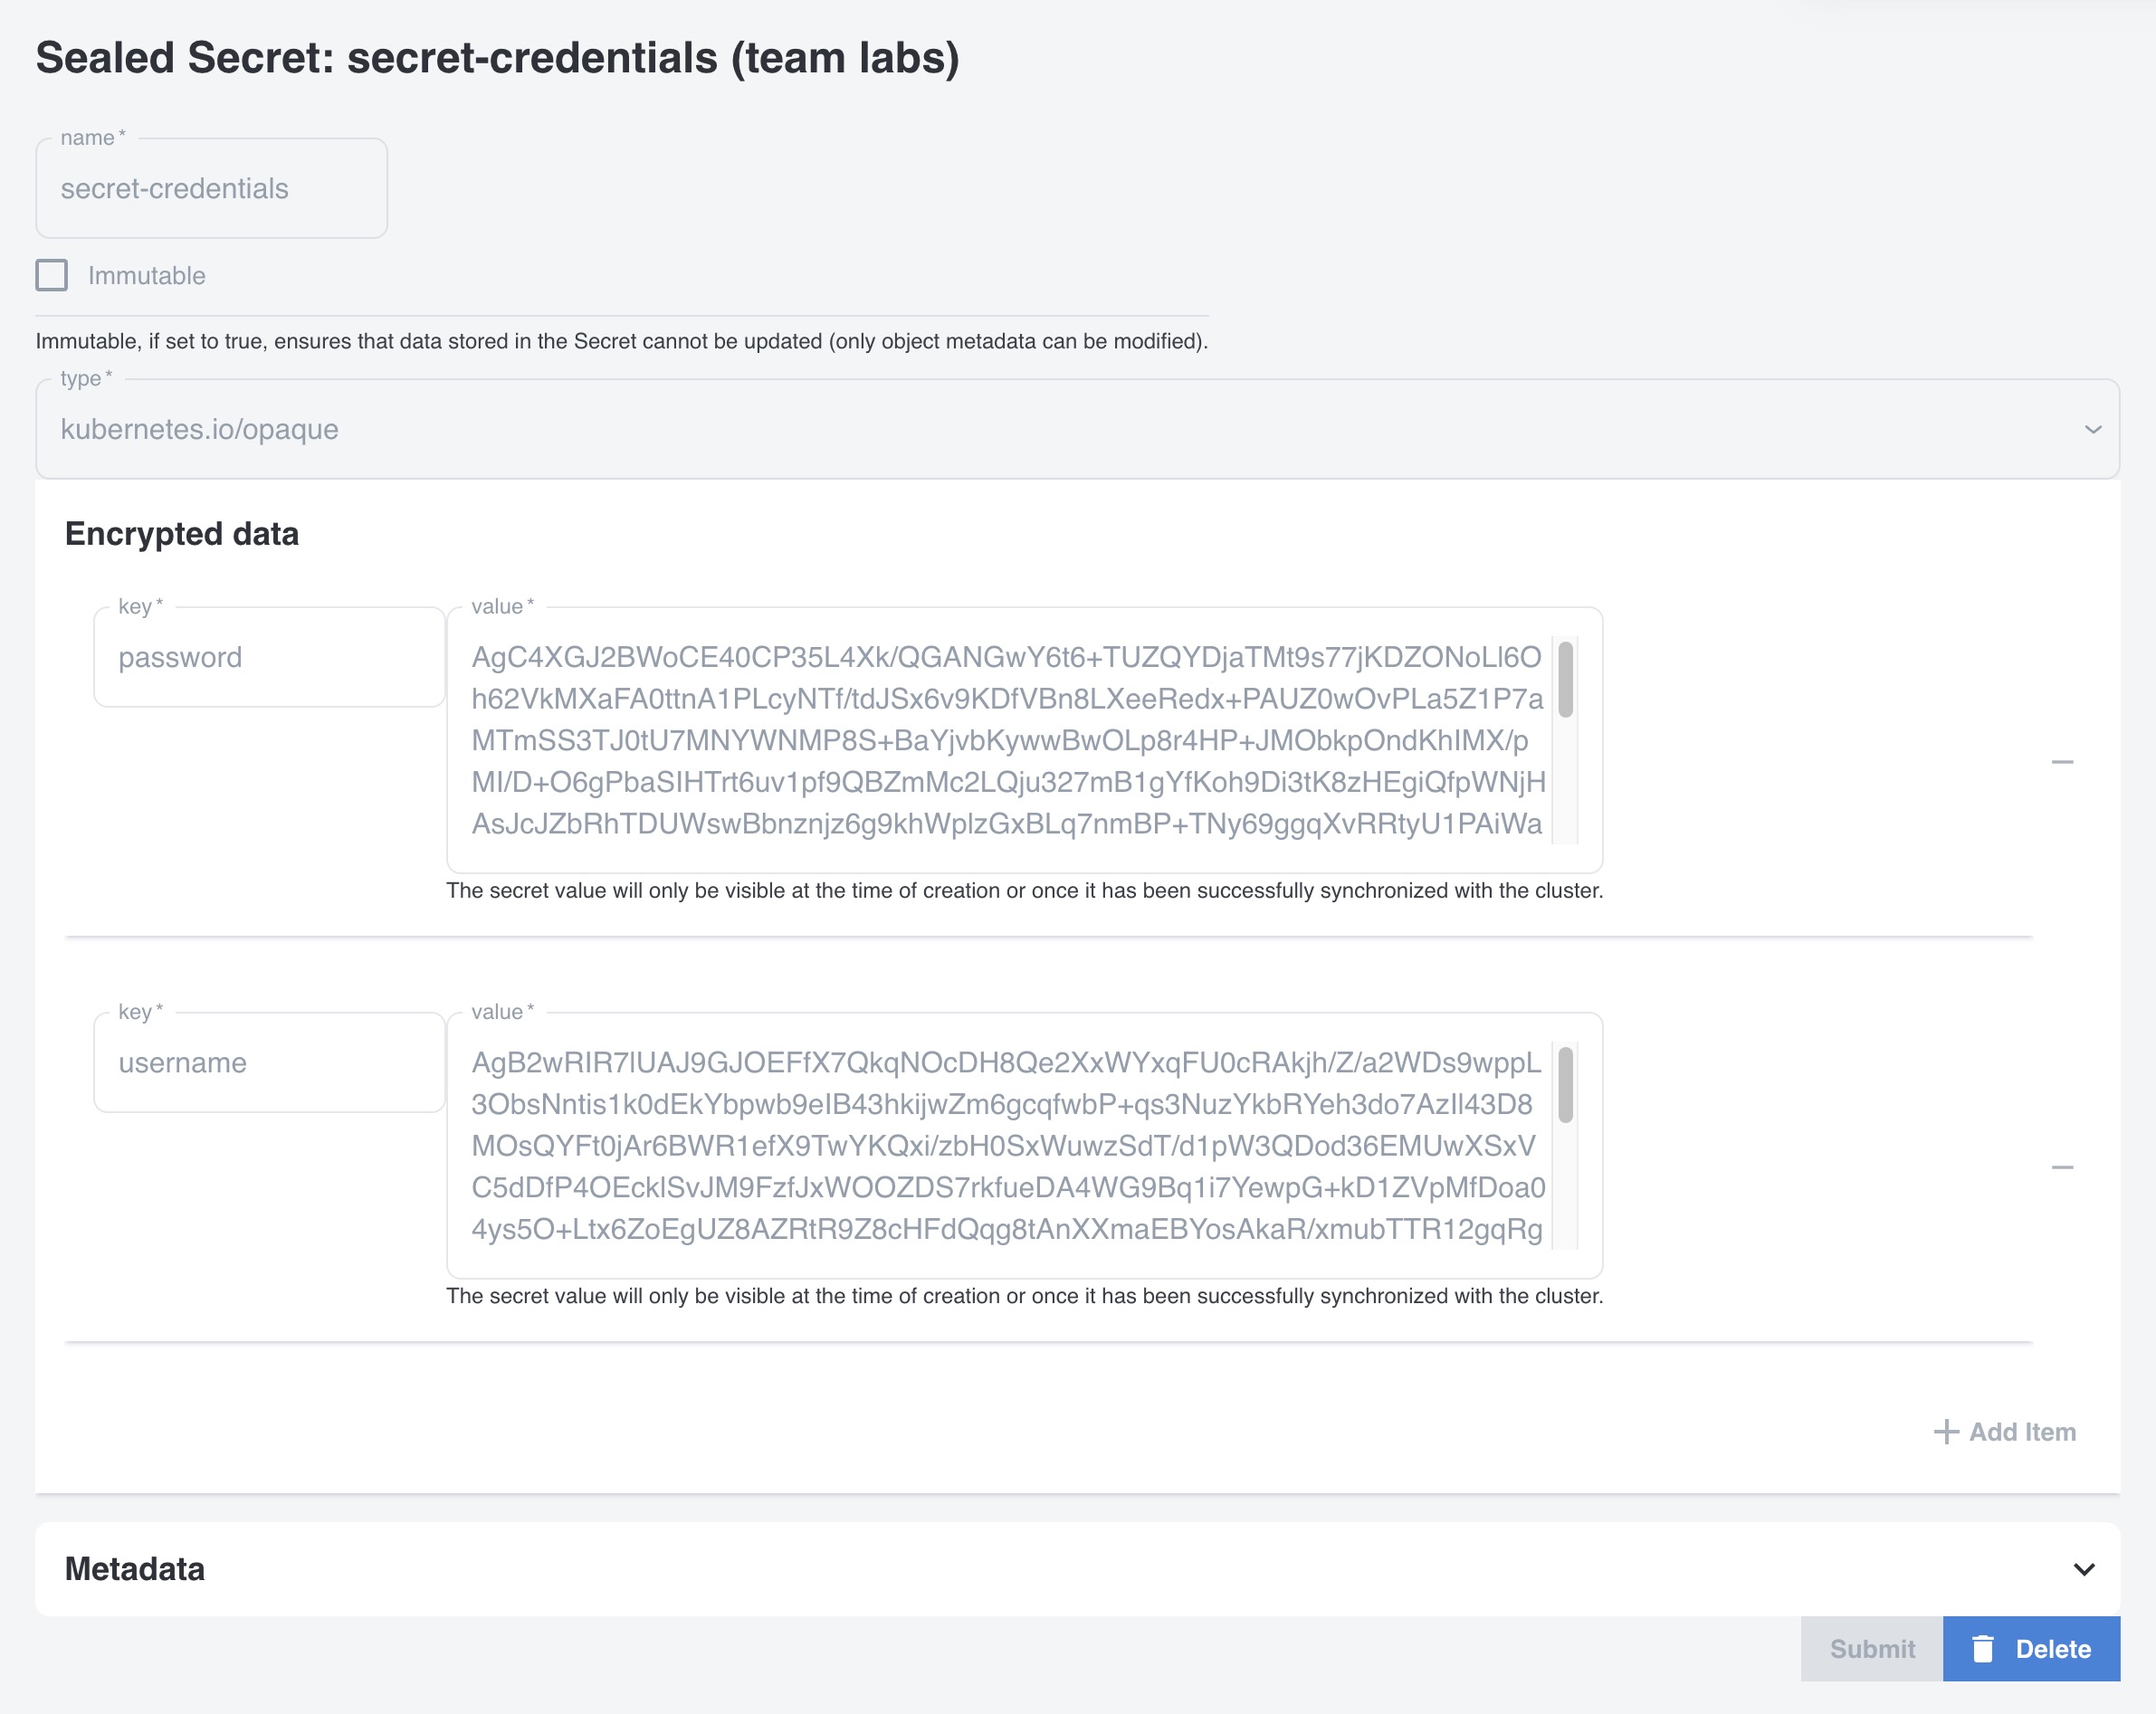 Sealed Secret: secret-credentials (team labs)
name *
secret-credentials
Immutable
Immutable, if set to true, ensures that data stored in the Secret cannot be updated (only object metadata can be modified).
type *
kubernetes.io/opaque
Encrypted data
key *
password
value *
AgC4XGJ2BWoCE40CP35L4Xk/QGANGwY6t6+TUZQYDjaTMt9s77jKDZONoLl6O
h62VkMXaFA0ttnA1PLcyNTf/tdJSx6v9KDfVBn8LXeeRedx+PAUZ0wOvPLa5Z1P7a
MTmSS3TJ0tU7MNYWNMP8S+BaYjvbKywwBwOLp8r4HP+JMObkpOndKhIMX/p
MI/D+O6gPbaSIHTrt6uv1pf9QBZmMc2LQju327mB1gYfKoh9Di3tK8zHEgiQfpWNjH
AsJcJZbRhTDUWswBbnznjz6g9khWplzGxBLq7nmBP+TNy69ggqXvRRtyU1PAiWa
The secret value will only be visible at the time of creation or once it has been successfully synchronized with the cluster.
key *
username
value *
AgB2wRIR7lUAJ9GJOEFfX7QkqNOcDH8Qe2XxWYxqFU0cRAkjh/Z/a2WDs9wppL
3ObsNntis1k0dEkYbpwb9eIB43hkijwZm6gcqfwbP+qs3NuzYkbRYeh3do7AzIl43D8
MOsQYFt0jAr6BWR1efX9TwYKQxi/zbH0SxWuwzSdT/d1pW3QDod36EMUwXSxV
C5dDfP4OEcklSvJM9FzfJxWOOZDS7rkfueDA4WG9Bq1i7YewpG+kD1ZVpMfDoa0
4ys5O+Ltx6ZoEgUZ8AZRtR9Z8cHFdQqg8tAnXXmaEBYosAkaR/xmubTTR12gqRg
The secret value will only be visible at the time of creation or once it has been successfully synchronized with the cluster.
Add Item
Metadata
Submit
Delete